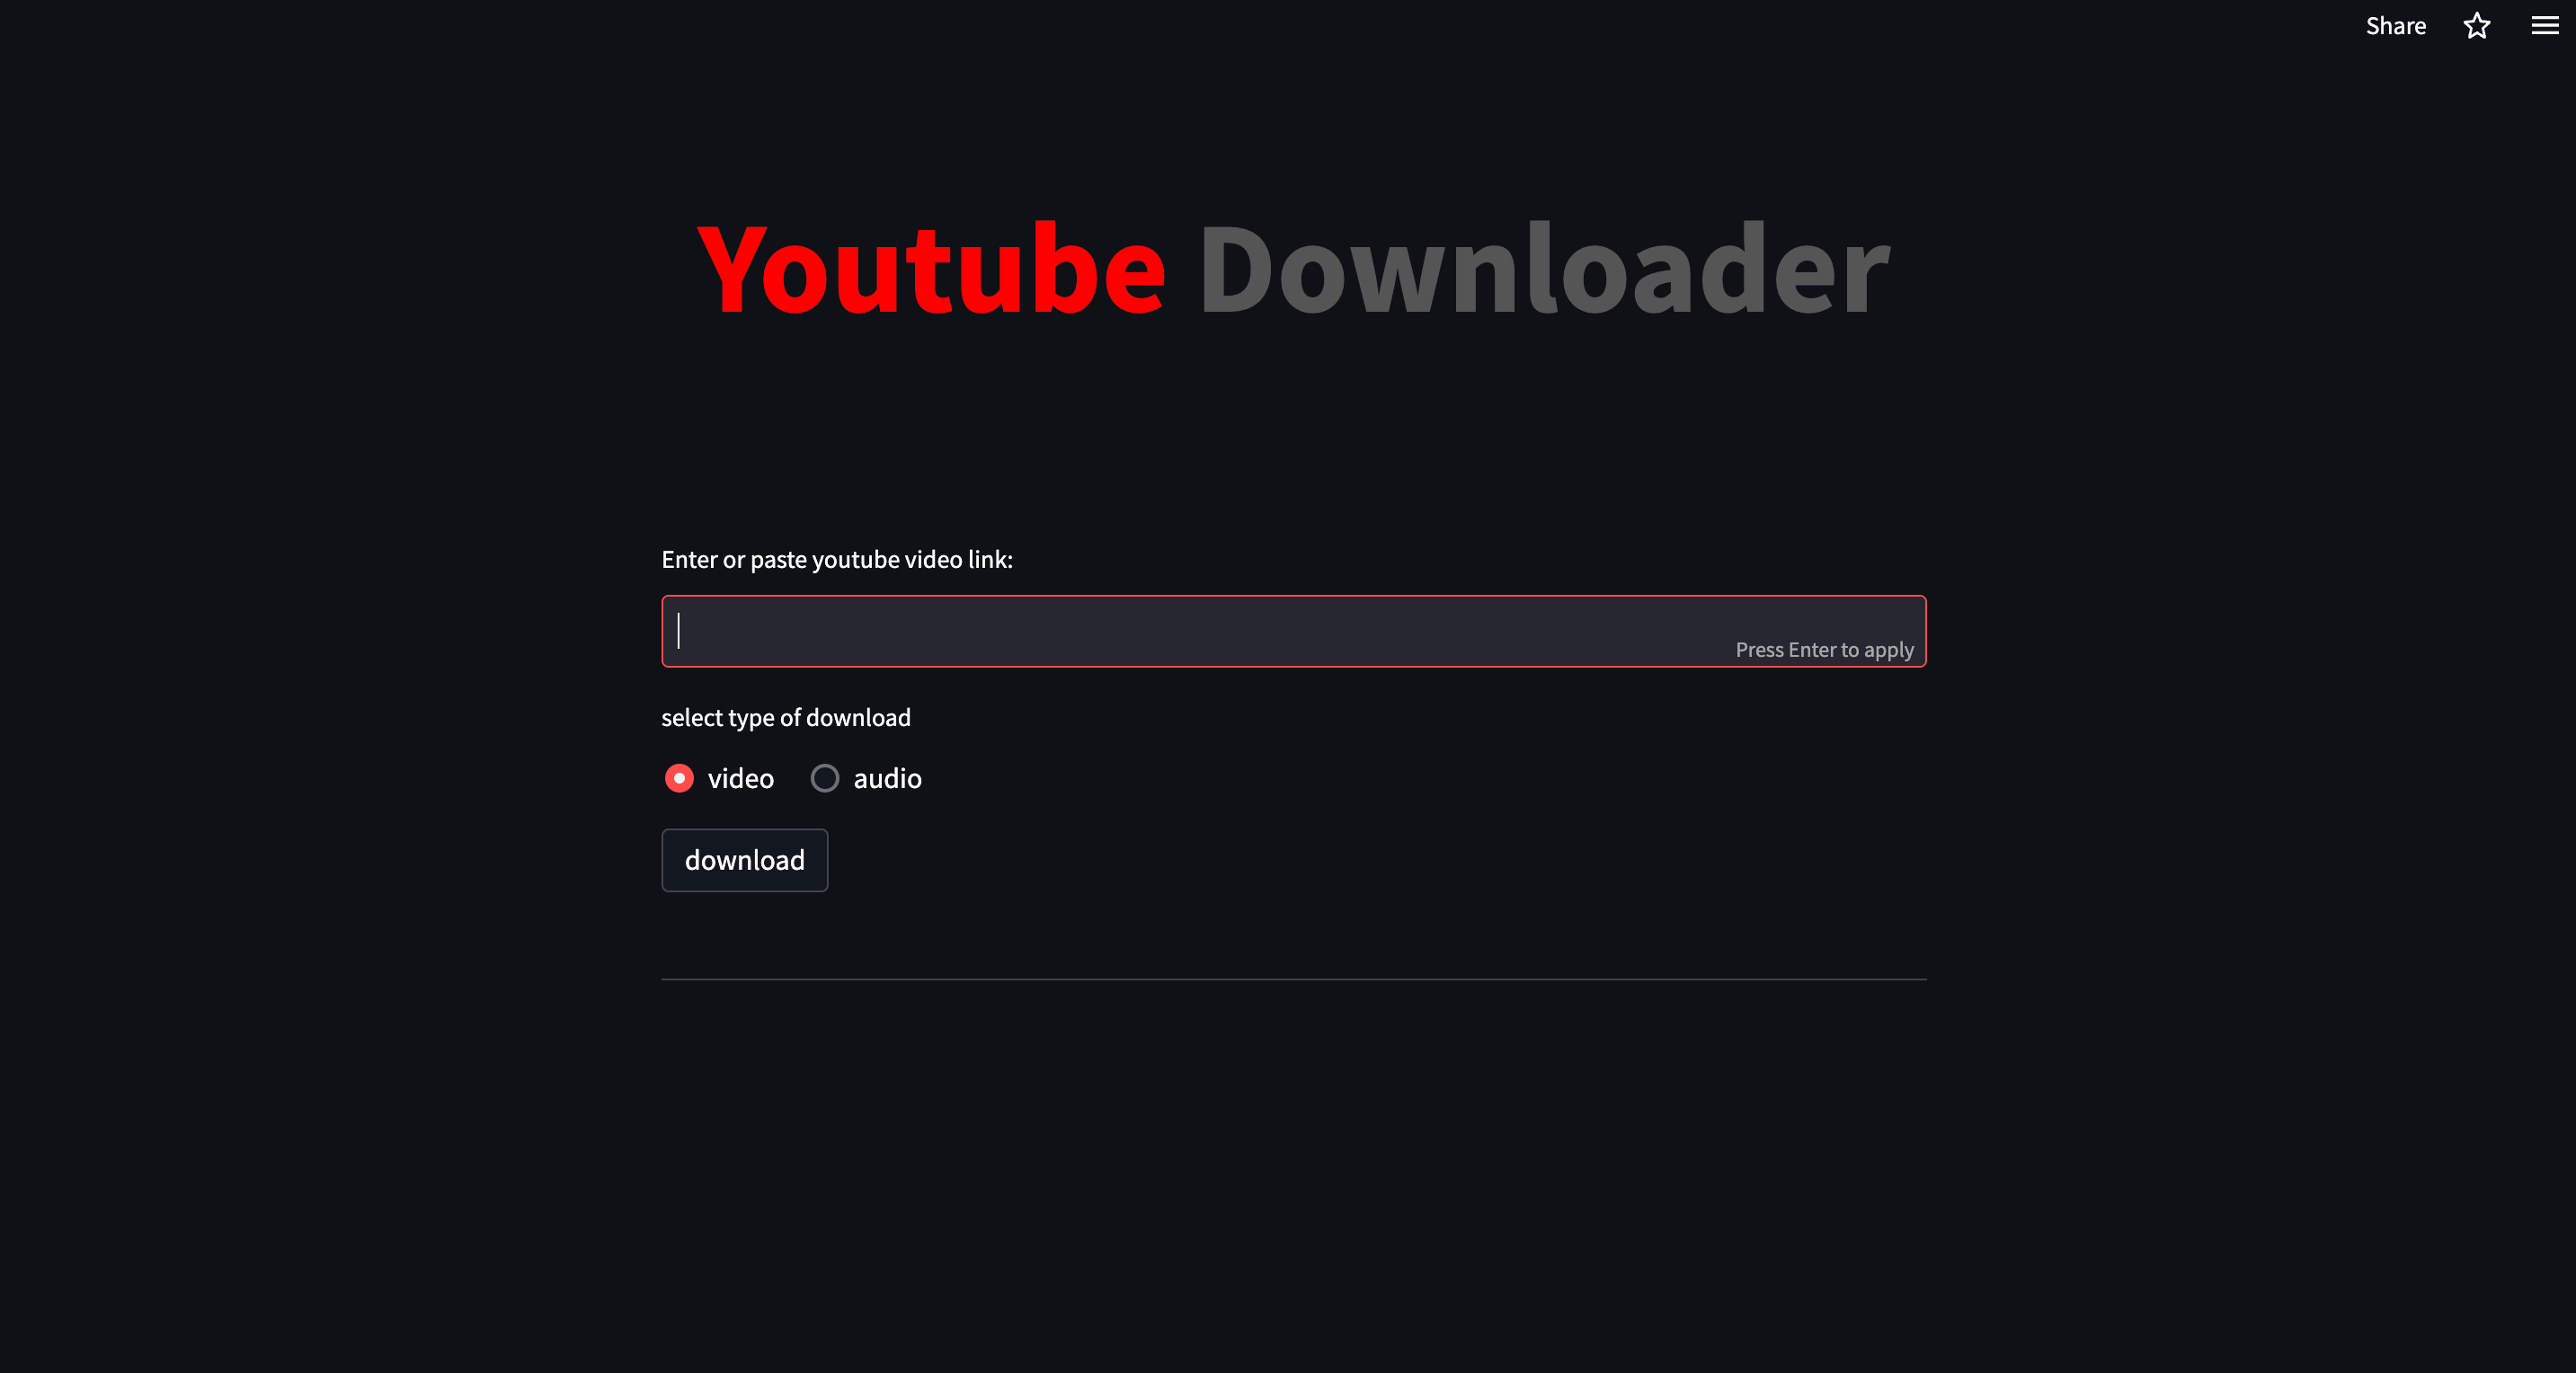 Share
Youtube Downloader
Enter or paste youtube video link:
Press Enter to apply
select type of download
video audio
download